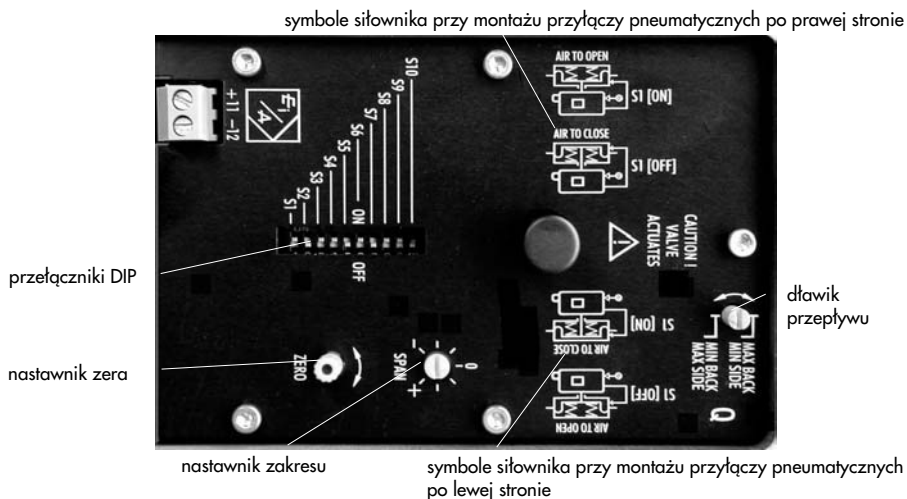 symbole siłownika przy montażu przyłączy pneumatycznych po prawej stronie
AIR TO OPEN
S1 [ON]
AIR TO CLOSE
S1 [OFF]
+11 -12
S1
S2
S3
S4
S5
S6
S7
S8
S9
S10
ON
OFF
CAUTION !
VALVE
ACTUATES
przełączniki DIP
dławik
przepływu
S1 [ON]
AIR TO CLOSE
MAX BACK
MIN SIDE
MIN BACK
MAX SIDE
nastawnik zera
ZERO
SPAN
0
- +
S1 [OFF]
AIR TO OPEN
Q
nastawnik zakresu
symbole siłownika przy montażu przyłączy pneumatycznych
po lewej stronie